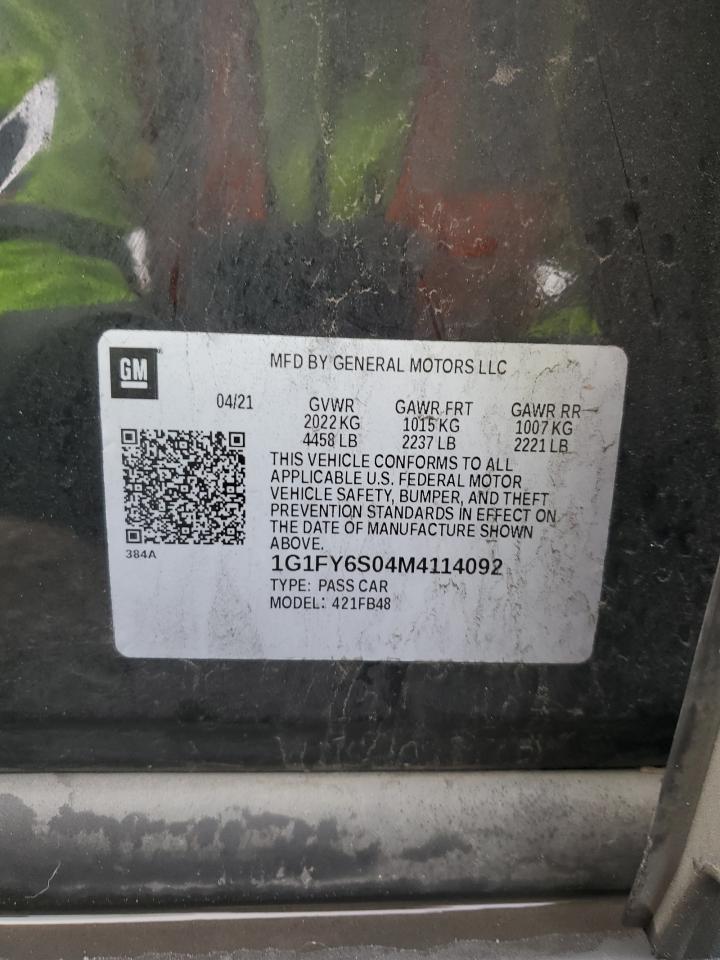 GM
MFD BY GENERAL MOTORS LLC
04/21
GVWR GAWR FRT GAWR RR
2022 KG 1015 KG 1007 KG
4458 LB 2237 LB 2221 LB
THIS VEHICLE CONFORMS TO ALL
APPLICABLE U.S. FEDERAL MOTOR
VEHICLE SAFETY, BUMPER, AND THEFT
PREVENTION STANDARDS IN EFFECT ON
THE DATE OF MANUFACTURE SHOWN
ABOVE.
384A
1G1FY6S04M4114092
TYPE: PASS CAR
MODEL: 421FB48